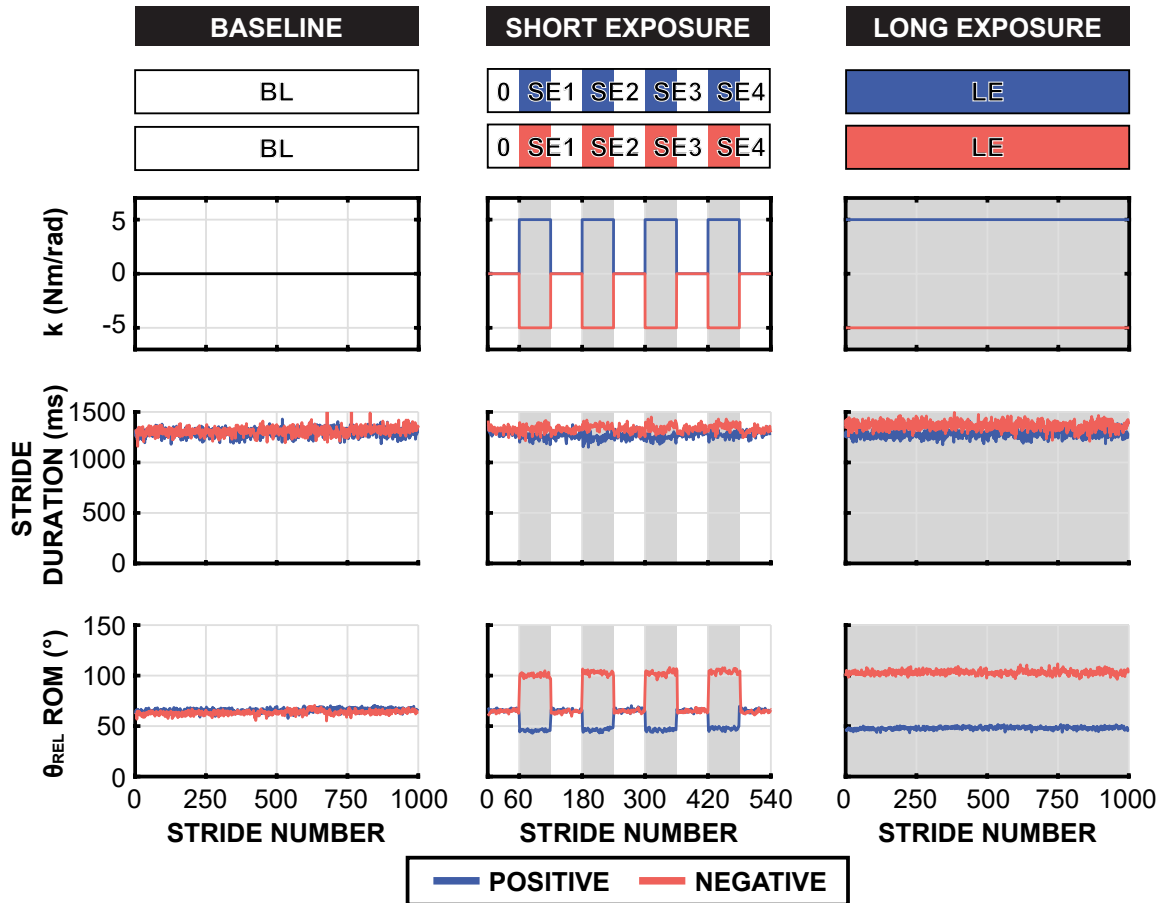 BASELINE SHORT EXPOSURE LONG EXPOSURE
BL 0 SE1 SE2 SE3 SE4 LE
BL 0 SE1 SE2 SE3 SE4 LE
k (Nm/rad)
5
0
-5
STRIDE
DURATION (ms)
1500
1000
500
0
θREL ROM (°)
150
100
50
0
0 250 500 750 1000 0 60 180 300 420 540 0 250 500 750 1000
STRIDE NUMBER STRIDE NUMBER STRIDE NUMBER
POSITIVE NEGATIVE